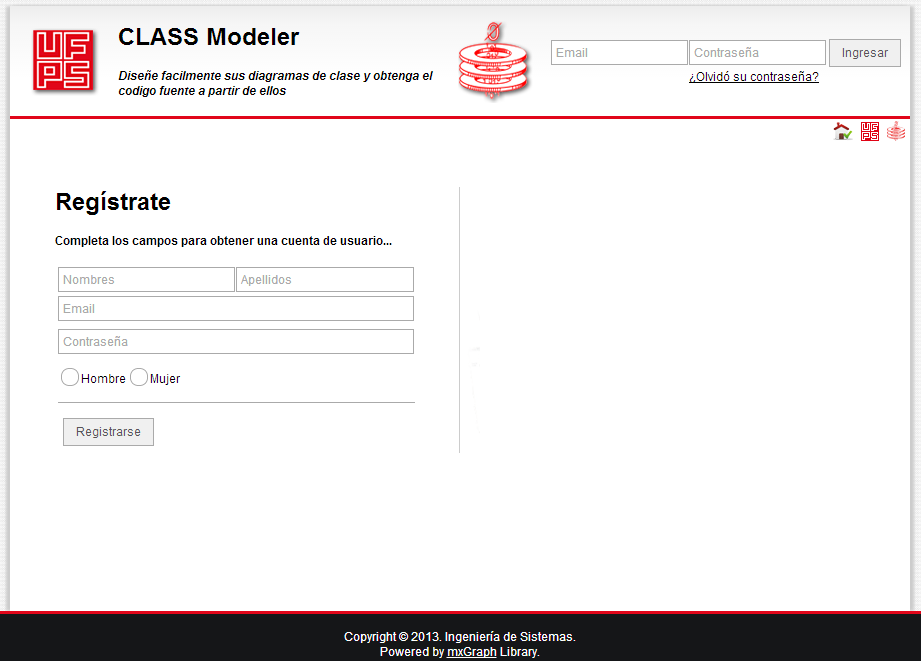 UFPS
CLASS Modeler
Diseñe facilmente sus diagramas de clase y obtenga el
codigo fuente a partir de ellos
Email
Contraseña
Ingresar
¿Olvidó su contraseña?
UFPS
Regístrate
Completa los campos para obtener una cuenta de usuario...
Nombres
Apellidos
Email
Contraseña
Hombre
Mujer
Registrarse
Copyright © 2013. Ingeniería de Sistemas.
Powered by mxGraph Library.